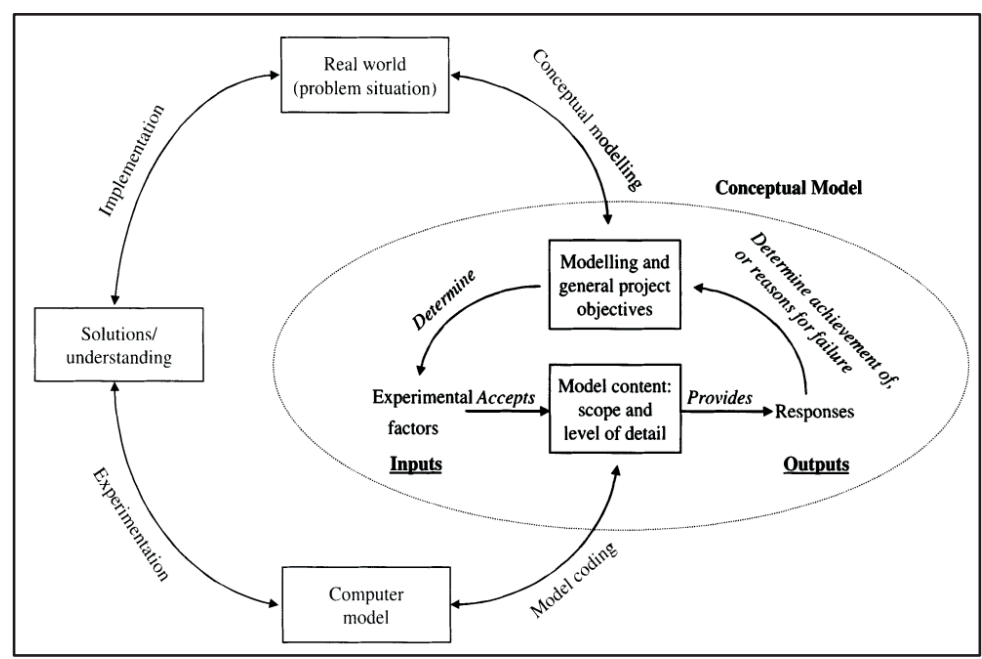 Real world
(problem situation)
Conceptual modelling
Implementation
Conceptual Model
Modelling and
general project
objectives
Determine achievement of,
or reasons for failure
Determine
Solutions/
understanding
Experimental
factors
Accepts
Model content:
scope and
level of detail
Provides
Responses
Inputs
Outputs
Experimentation
Model coding
Computer
model